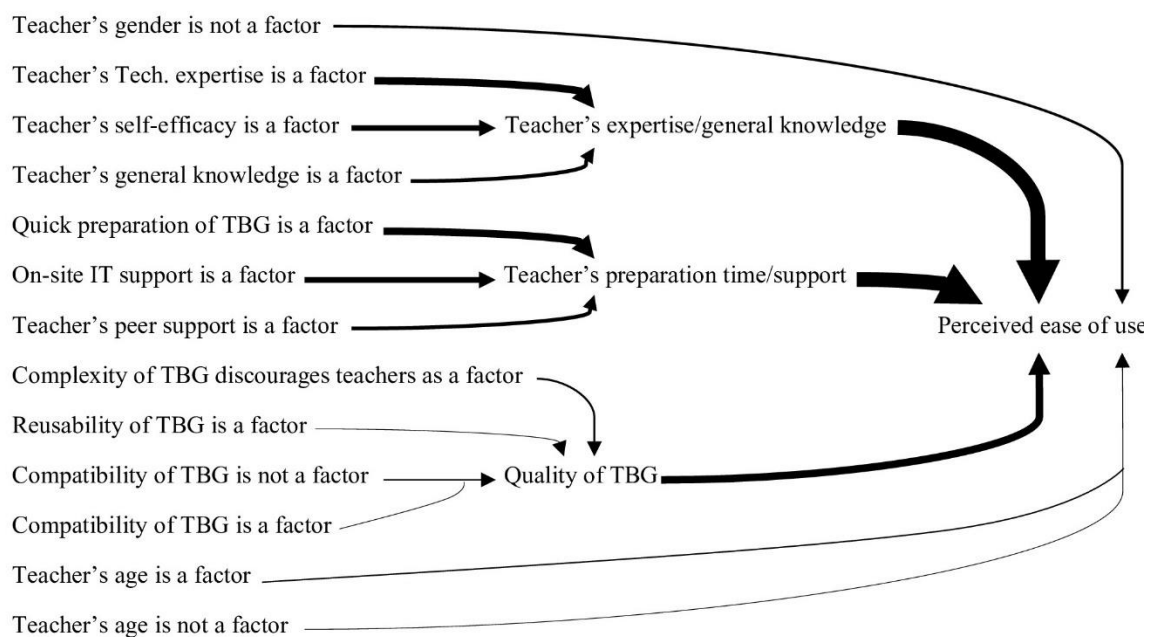 Teacher’s gender is not a factor
Teacher’s Tech. expertise is a factor
Teacher’s self-efficacy is a factor
Teacher’s expertise/general knowledge
Teacher’s general knowledge is a factor
Quick preparation of TBG is a factor
On-site IT support is a factor
Teacher’s preparation time/support
Teacher’s peer support is a factor
Perceived ease of use
Complexity of TBG discourages teachers as a factor
Reusability of TBG is a factor
Compatibility of TBG is not a factor
Quality of TBG
Compatibility of TBG is a factor
Teacher’s age is a factor
Teacher’s age is not a factor